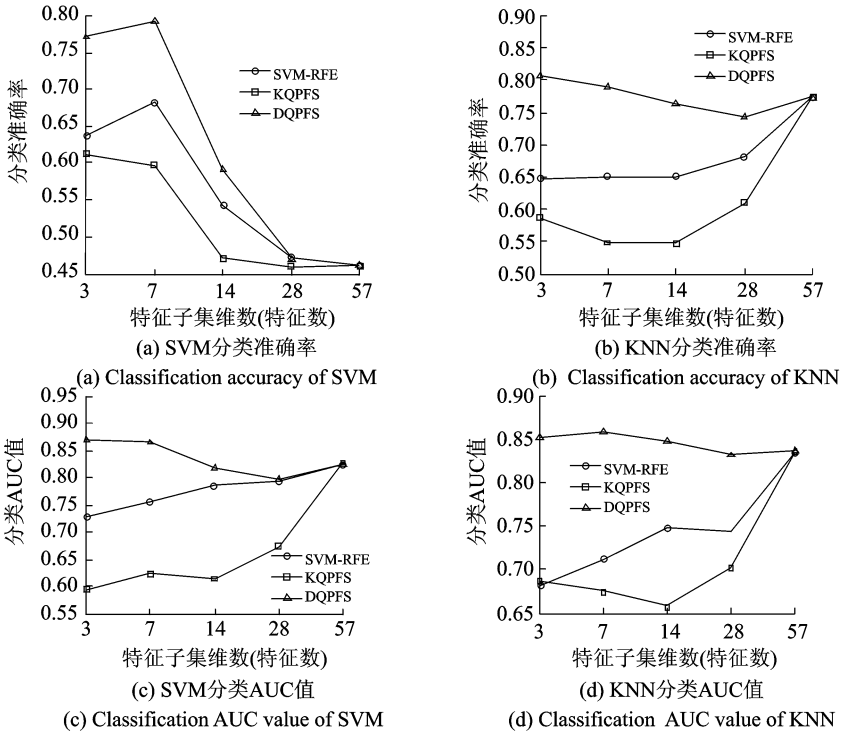 0.80
0.75
0.70
0.65
0.60
0.55
0.50
0.45
分类准确率
SVM-RFE
KQPFS
DQPFS
3 7 14 28 57
特征子集维数(特征数)
(a) SVM分类准确率
(a) Classification accuracy of SVM
0.90
0.85
0.80
0.75
0.70
0.65
0.60
0.55
0.50
分类准确率
SVM-RFE
KQPFS
DQPFS
3 7 14 28 57
特征子集维数(特征数)
(b) KNN分类准确率
(b) Classification accuracy of KNN
0.95
0.90
0.85
0.80
0.75
0.70
0.65
0.60
0.55
分类AUC值
SVM-RFE
KQPFS
DQPFS
3 7 14 28 57
特征子集维数(特征数)
(c) SVM分类AUC值
(c) Classification AUC value of SVM
0.90
0.85
0.80
0.75
0.70
0.65
分类AUC值
SVM-RFE
KQPFS
DQPFS
3 7 14 28 57
特征子集维数(特征数)
(d) KNN分类AUC值
(d) Classification AUC value of KNN